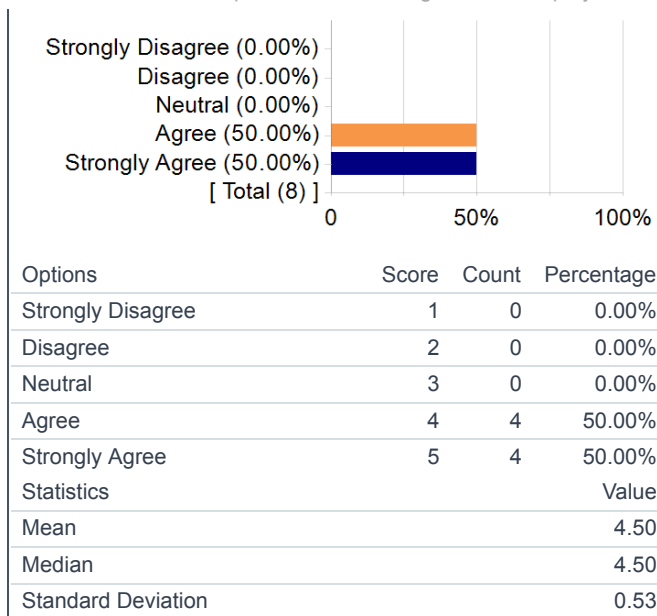 Strongly Disagree (0.00%)
Disagree (0.00%)
Neutral (0.00%)
Agree (50.00%)
Strongly Agree (50.00%)
[ Total (8) ]
0 50% 100%
Options Score Count Percentage
Strongly Disagree 1 0 0.00%
Disagree 2 0 0.00%
Neutral 3 0 0.00%
Agree 4 4 50.00%
Strongly Agree 5 4 50.00%
Statistics Value
Mean 4.50
Median 4.50
Standard Deviation 0.53